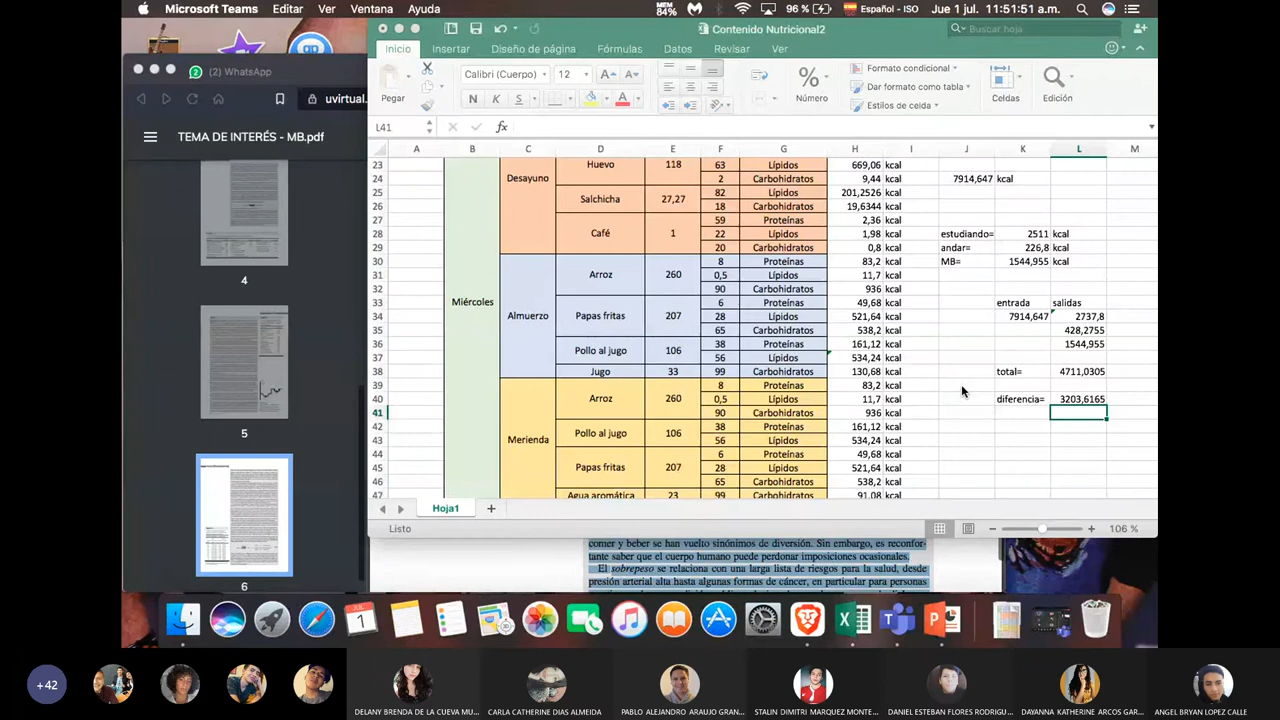 Microsoft Teams Editar Ver Ventana Ayuda MEM 84% 96 % Español - ISO Jue 1 jul. 11:51:51 a.m.
Contenido Nutricional2 Buscar hoja
2 (2) WhatsApp
uvirtual.
TEMA DE INTERÉS - MB.pdf
4
5
6
Inicio Insertar Diseño de página Fórmulas Datos Revisar Ver
Pegar Calibri (Cuerpo) 12 A A N K S A % Número Formato condicional Dar formato como tabla Estilos de celda Celdas Edición
L41 fx
A B C D E F G H I J K L M
23 Huevo 118 63 Lípidos 669,06 kcal
24 Desayuno 2 Carbohidratos 9,44 kcal 7914,647 kcal
25 Salchicha 27,27 82 Lípidos 201,2526 kcal
26 18 Carbohidratos 19,6344 kcal
27 59 Proteínas 2,36 kcal
28 Café 1 22 Lípidos 1,98 kcal estudiando= 2511 kcal
29 20 Carbohidratos 0,8 kcal andar= 226,8 kcal
30 Arroz 260 8 Proteínas 83,2 kcal MB= 1544,955 kcal
31 0,5 Lípidos 11,7 kcal
32 90 Carbohidratos 936 kcal
33 Miércoles 6 Proteínas 49,68 kcal entrada salidas
34 Almuerzo Papas fritas 207 28 Lípidos 521,64 kcal 7914,647 2737,8
35 65 Carbohidratos 538,2 kcal 428,2755
36 Pollo al jugo 106 38 Proteínas 161,12 kcal 1544,955
37 56 Lípidos 534,24 kcal
38 Jugo 33 99 Carbohidratos 130,68 kcal total= 4711,0305
39 Arroz 260 8 Proteínas 83,2 kcal
40 0,5 Lípidos 11,7 kcal diferencia= 3203,6165
41 90 Carbohidratos 936 kcal
42 Pollo al jugo 106 38 Proteínas 161,12 kcal
43 Merienda 56 Lípidos 534,24 kcal
44 Papas fritas 207 6 Proteínas 49,68 kcal
45 28 Lípidos 521,64 kcal
46 65 Carbohidratos 538,2 kcal
47 Agua aromática 23 99 Carbohidratos 91,08 kcal
Hoja1
Listo 106 %
comer y beber se han vuelto sinónimos de diversión. Sin embargo, es reconfor-
tante saber que el cuerpo humano puede perdonar imposiciones ocasionales.
El sobrepeso se relaciona con una larga lista de riesgos para la salud, desde
presión arterial alta hasta algunas formas de cáncer, en particular para personas
JUL. 1
+42
DELANY BRENDA DE LA CUEVA MU... CARLA CATHERINE DIAS ALMEIDA PABLO ALEJANDRO ARAUJO GRAN... STALIN DIMITRI MARQUEZ MONTE... DANIEL ESTEBAN FLORES RODRIGU... DAYANNA KATHERINE ARCOS GAR... ANGEL BRYAN LOPEZ CALLE